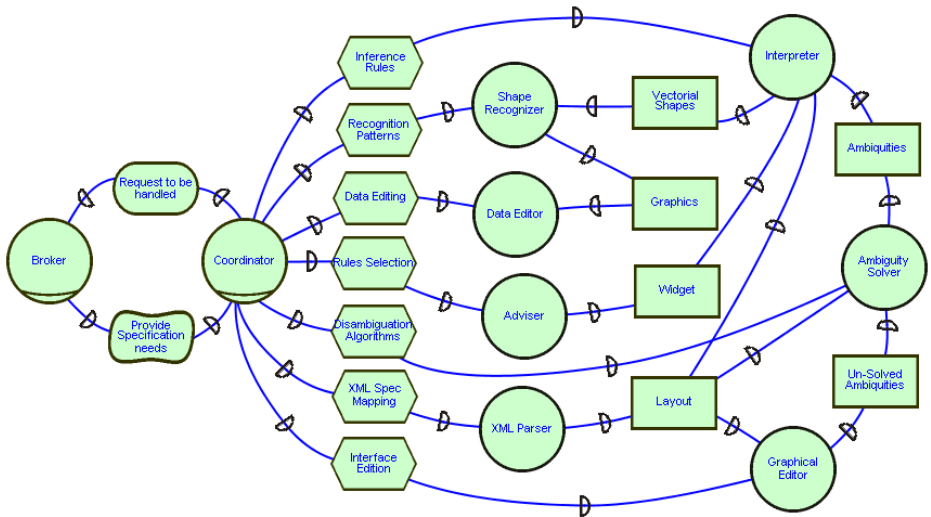 Inference
Rules
Interpreter
Shape
Recognizer
Vectorial
Shapes
Recognition
Patterns
Ambiquities
Request to be
handled
Data Editing
Data Editor
Graphics
Broker
Coordinator
Rules Selection
Ambiguity
Solver
Widget
Adviser
Provide
Specification
needs
Disambiguation
Algorithms
XML Spec
Mapping
Un-Solved
Ambiquities
Layout
XML Parser
Interface
Edition
Graphical
Editor